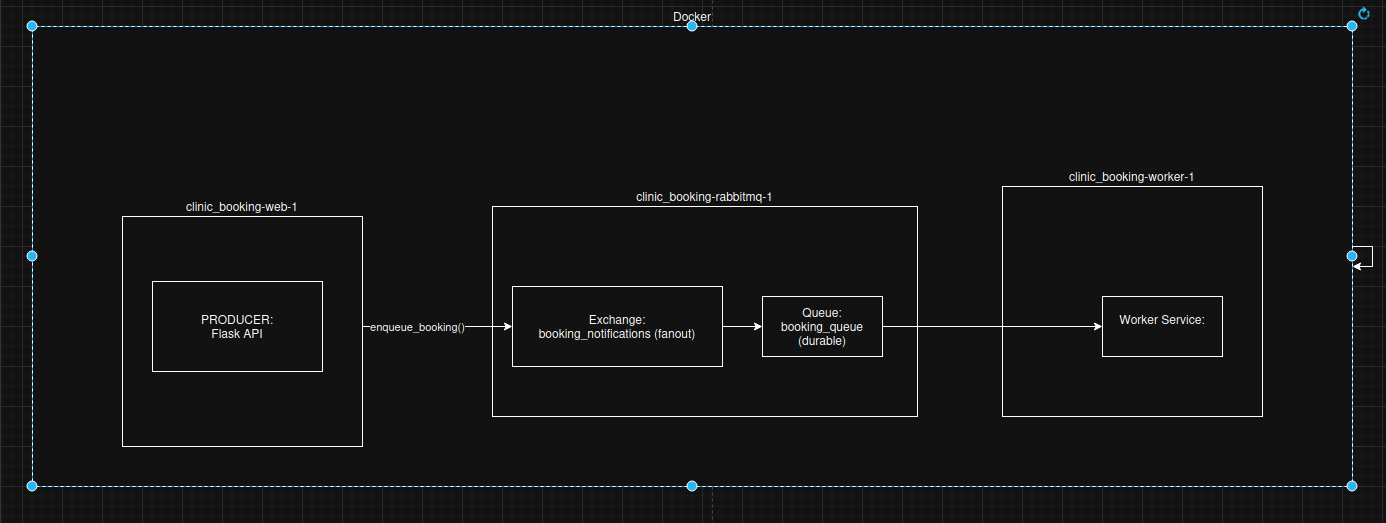 Docker
clinic_booking-web-1
PRODUCER:
Flask API
enqueue_booking()
clinic_booking-rabbitmq-1
Exchange:
booking_notifications (fanout)
Queue:
booking_queue
(durable)
clinic_booking-worker-1
Worker Service: